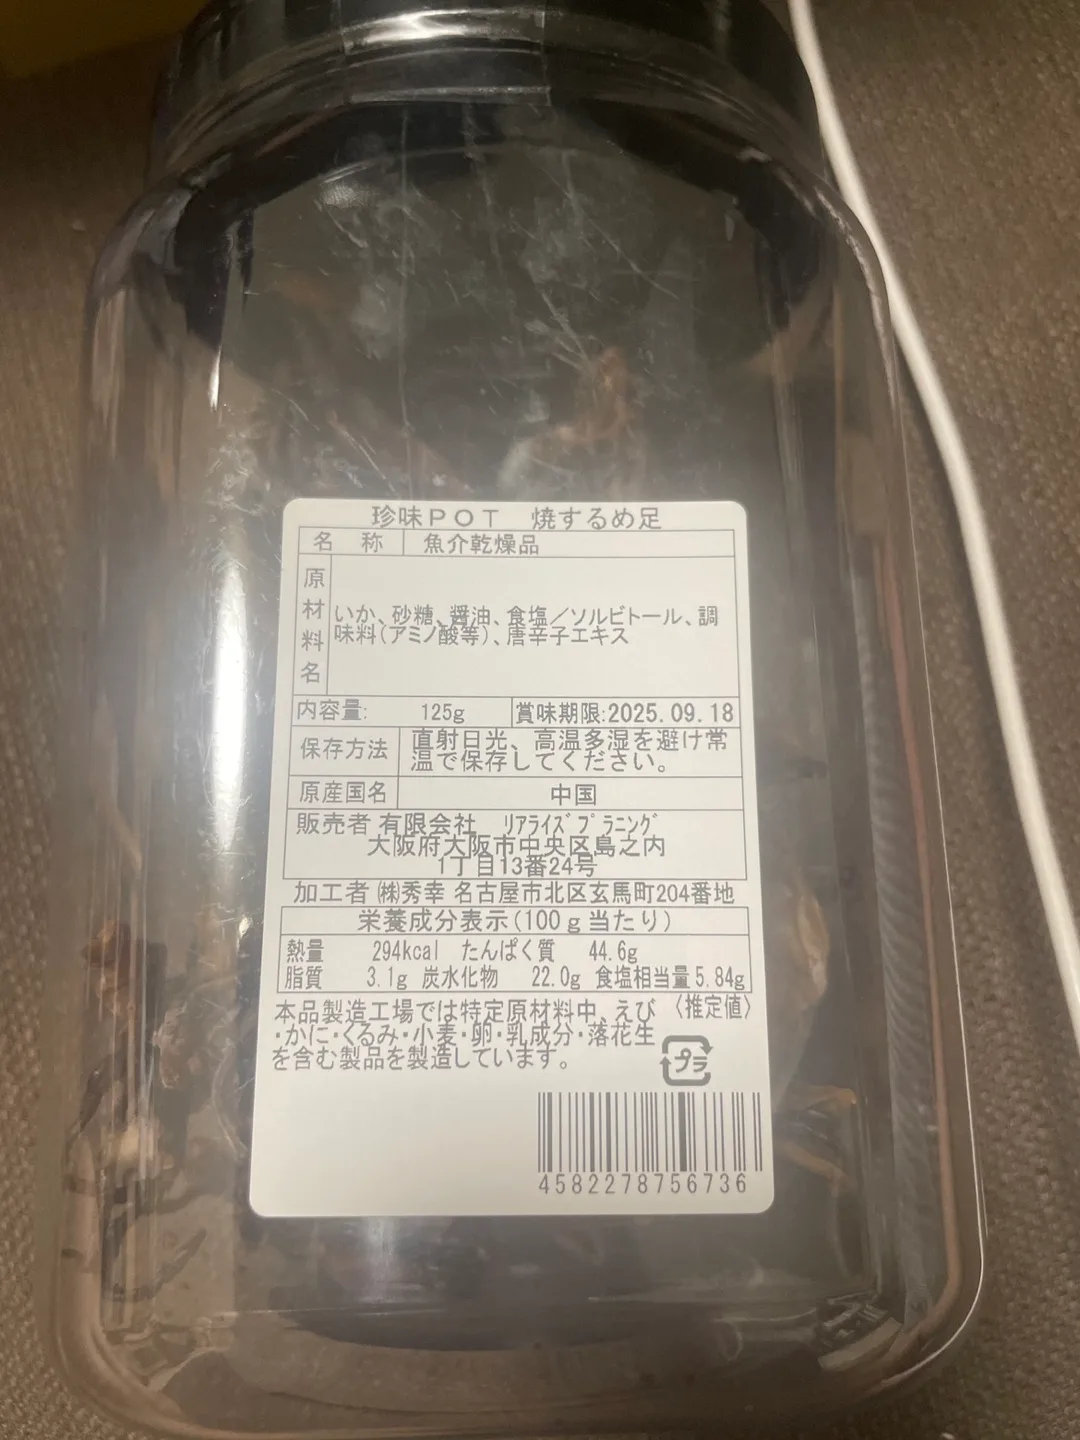 珍味POT 焼するめ足
名 称 魚介乾燥品
原材料名
いか、砂糖、醤油、食塩／ソルビトール、調
味料(アミノ酸等)、唐辛子エキス
内容量: 125g 賞味期限:2025.09.18
保存方法 直射日光、高温多湿を避け常
温で保存してください。
原産国名 中国
販売者 有限会社 ﾘｱﾗｲｽﾞﾌﾟﾗﾆﾝｸﾞ
大阪府大阪市中央区島之内
1丁目13番24号
加工者 ㈱秀幸 名古屋市北区玄馬町204番地
栄養成分表示(100g当たり)
熱量 294kcal たんぱく質 44.6g
脂質 3.1g 炭水化物 22.0g 食塩相当量5.84g
〈推定値〉
本品製造工場では特定原材料中、えび
・かに・くるみ・小麦・卵・乳成分・落花生
を含む製品を製造しています。
プラ
4582278756736